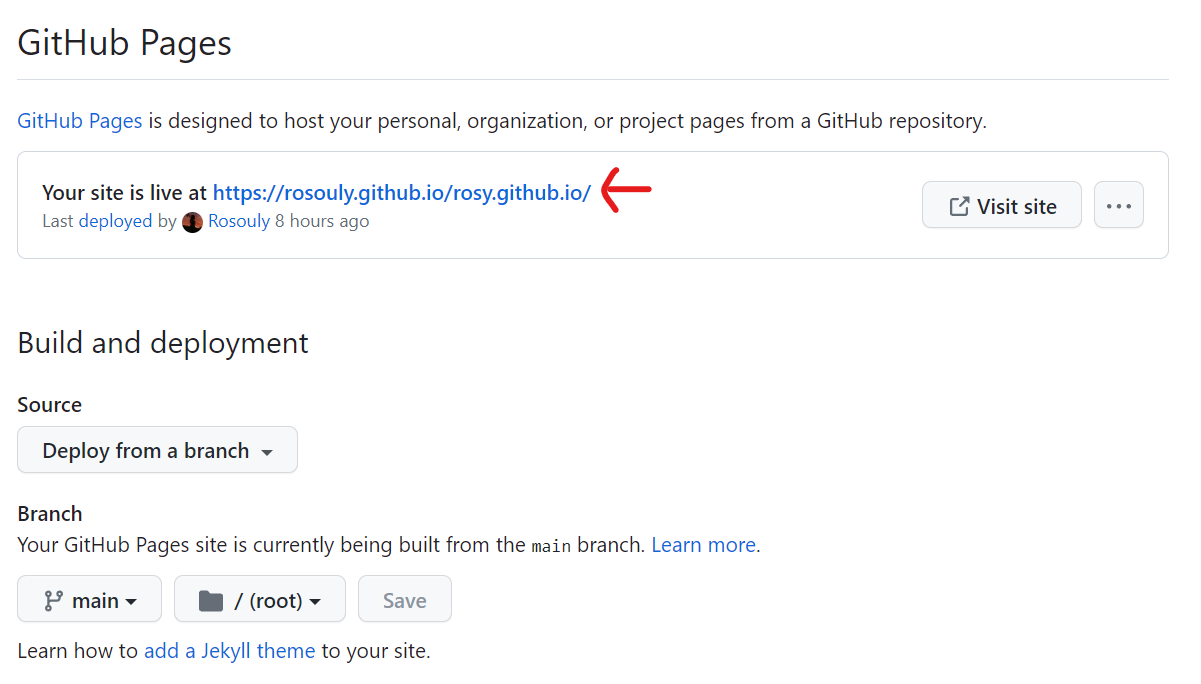 GitHub Pages
GitHub Pages is designed to host your personal, organization, or project pages from a GitHub repository.
Your site is live at https://rosouly.github.io/rosy.github.io/
Last deployed by Rosouly 8 hours ago
Visit site
Build and deployment
Source
Deploy from a branch
Branch
Your GitHub Pages site is currently being built from the main branch. Learn more.
main / (root) Save
Learn how to add a Jekyll theme to your site.